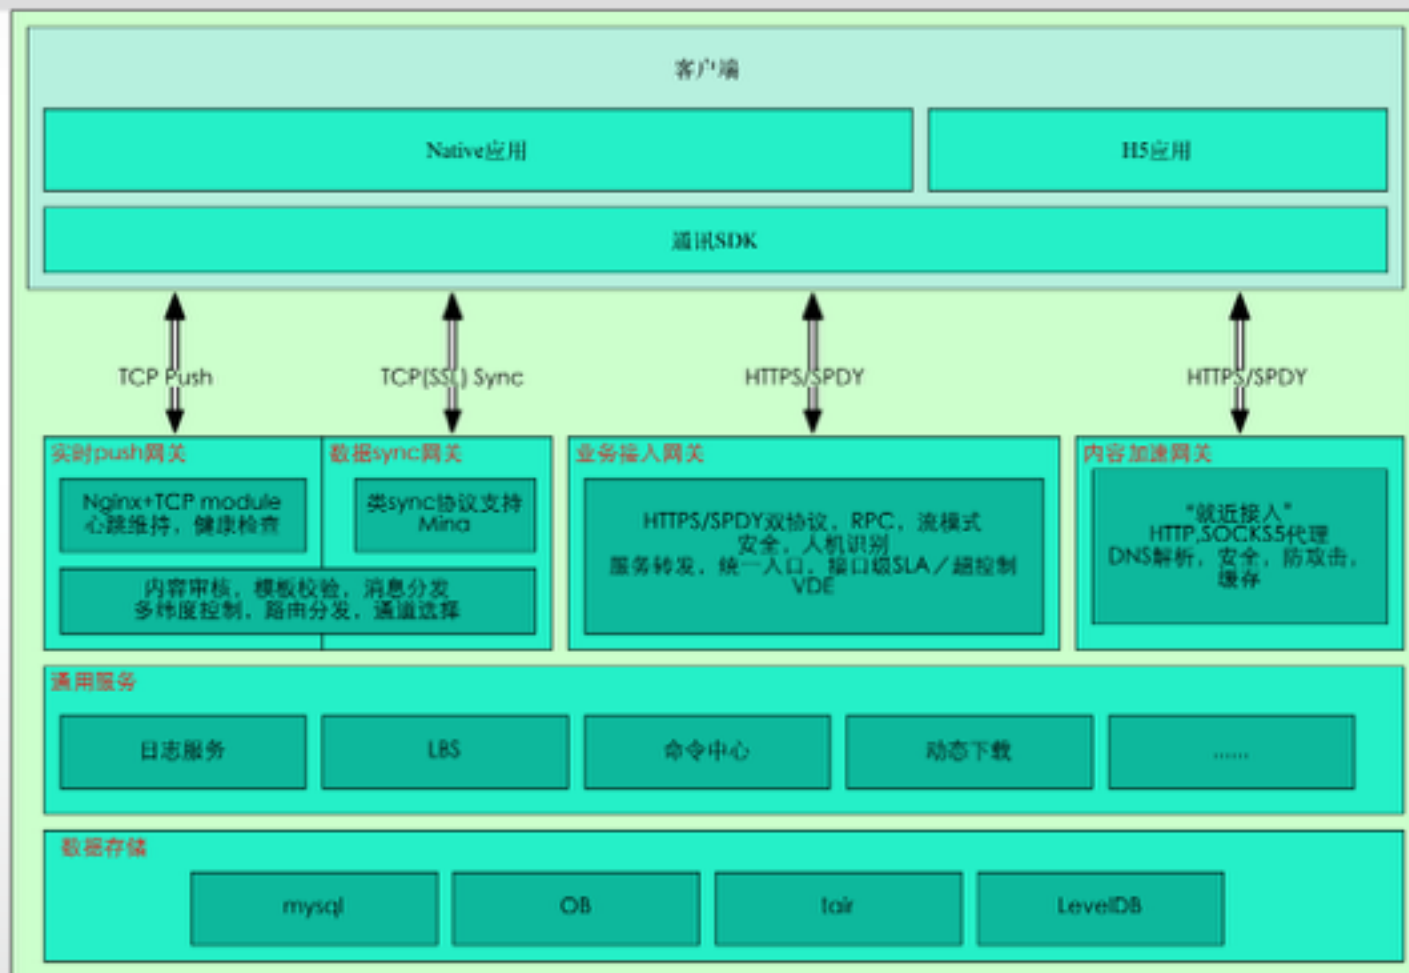 客户端
Native应用
H5应用
通讯SDK
TCP Push
TCP(SSL) Sync
HTTPS/SPDY
HTTPS/SPDY
实时push网关
数据sync网关
业务接入网关
内容加速网关
Nginx+TCP module
心跳维持，健康检查
类sync协议支持
Mina
内容审核，模板校验，消息分发
多纬度控制，路由分发，通道选择
HTTPS/SPDY双协议，RPC，流模式
安全，人机识别
服务转发，统一入口，接口级SLA／超控制
VDE
“就近接入”
HTTP,SOCKS5代理
DNS解析，安全，防攻击，
缓存
通用服务
日志服务
LBS
命令中心
动态下载
......
数据存储
mysql
OB
tair
LevelDB